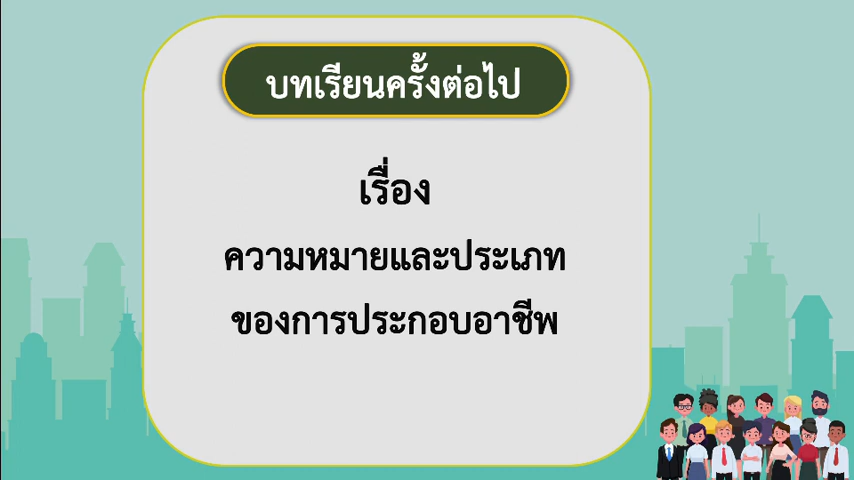 บทเรียนครั้งต่อไป
เรื่อง
ความหมายและประเภท
ของการประกอบอาชีพ